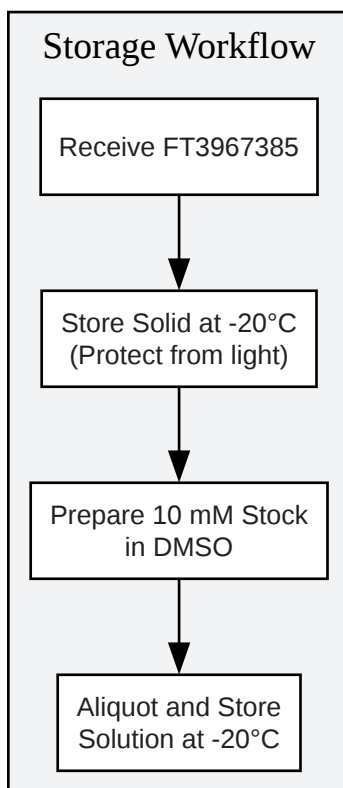 Storage Workflow
Receive FT3967385
Store Solid at -20°C
(Protect from light)
Prepare 10 mM Stock
in DMSO
Aliquot and Store
Solution at -20°C